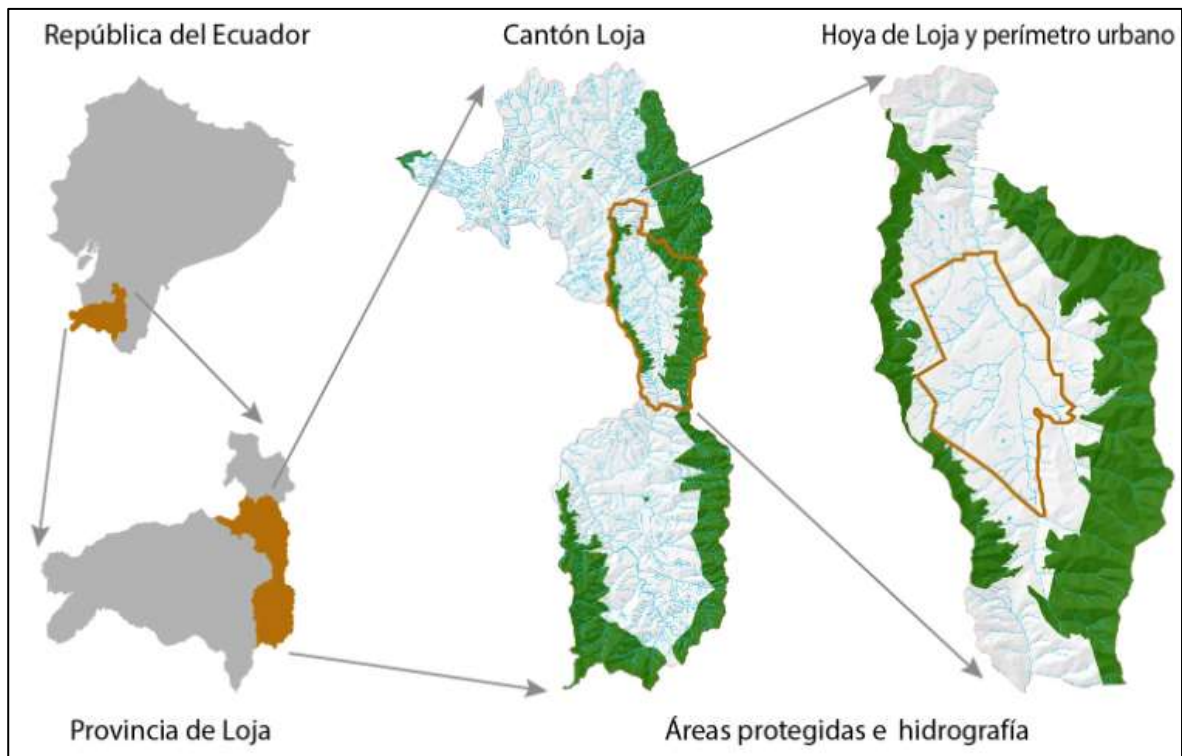 República del Ecuador
Cantón Loja
Hoya de Loja y perímetro urbano
Provincia de Loja
Áreas protegidas e hidrografía